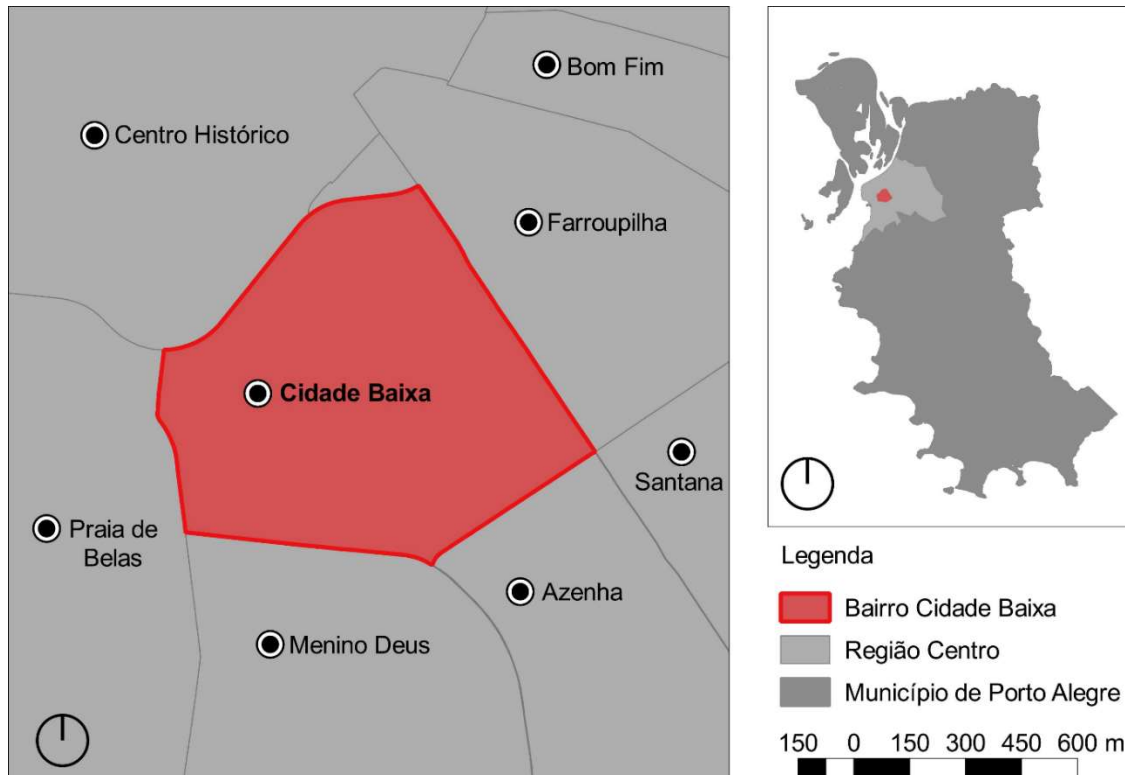 Bom Fim
Centro Histórico
Farroupilha
Cidade Baixa
Santana
Praia de
Belas
Azenha
Menino Deus
Legenda
Bairro Cidade Baixa
Região Centro
Município de Porto Alegre
150 0 150 300 450 600 m